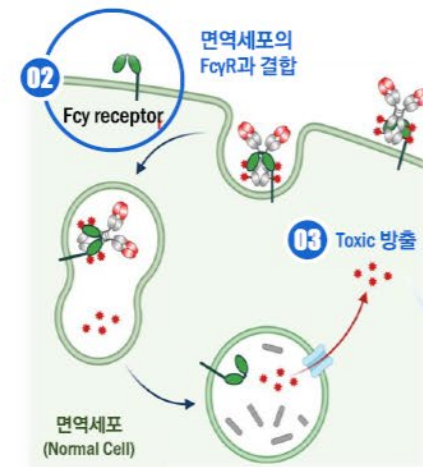 면역세포의
FcγR과 결합
02
Fcγ receptor
03 Toxic 방출
면역세포
(Normal Cell)